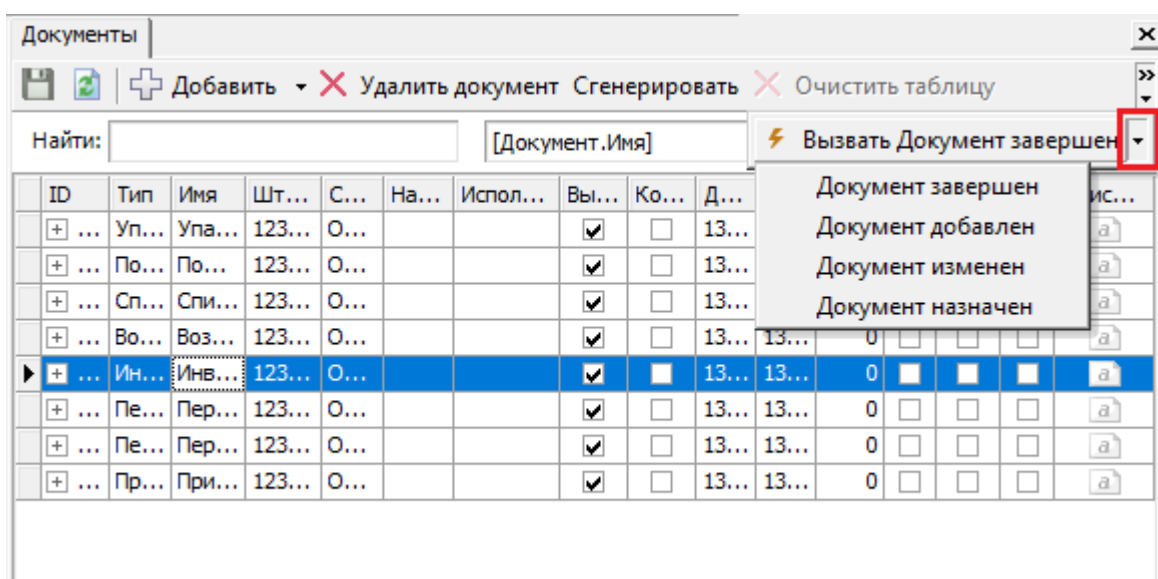 Документы
Добавить Удалить документ Сгенерировать Очистить таблицу
Найти: [Документ.Имя] Вызвать Документ завершен
Документ завершен
Документ добавлен
Документ изменен
Документ назначен
ID Тип Имя Шт... С... На... Испол... Вы... Ко... Д... ис...
... Уп... Упа... 123... О... 13...
... По... По... 123... О... 13...
... Сп... Спи... 123... О... 13...
... Во... Воз... 123... О... 13... 13... 0
... Ин... Инв... 123... О... 13... 13... 0
... Пе... Пер... 123... О... 13... 13... 0
... Пе... Пер... 123... О... 13... 13... 0
... Пр... При... 123... О... 13... 13... 0